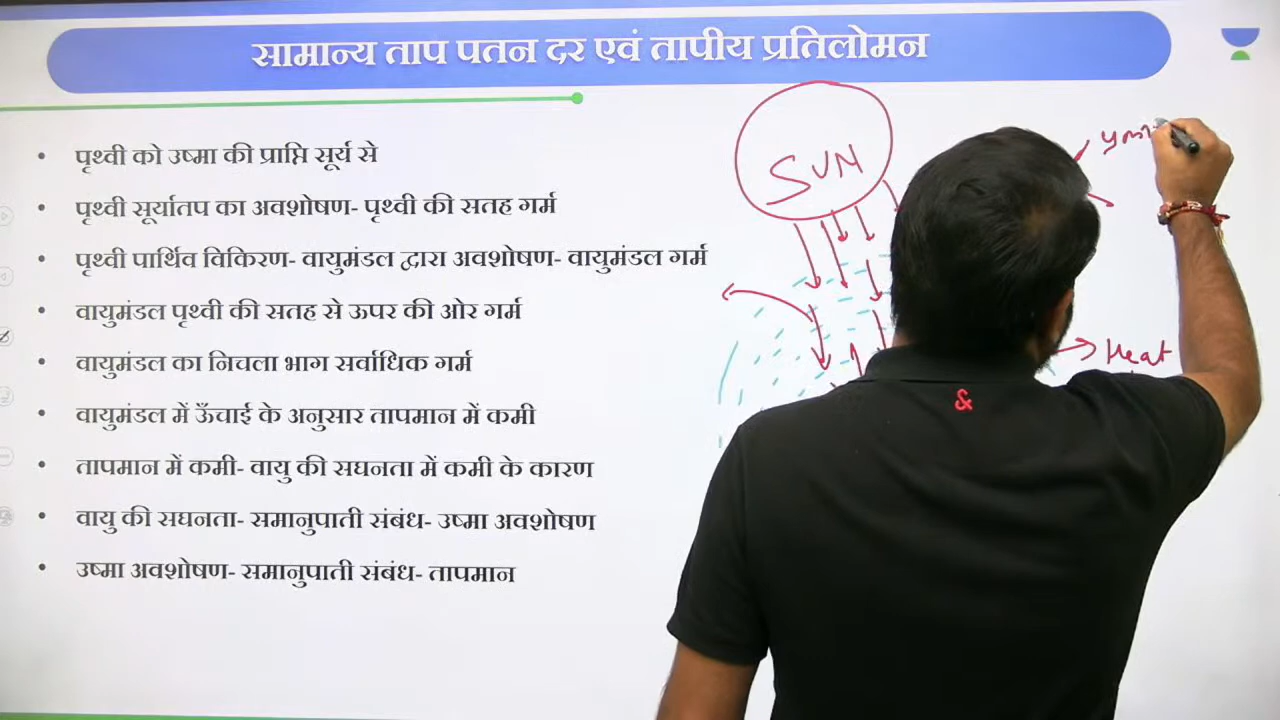 सामान्य ताप पतन दर एवं तापीय प्रतिलोमन
• पृथ्वी को उष्मा की प्राप्ति सूर्य से
• पृथ्वी सूर्यातप का अवशोषण- पृथ्वी की सतह गर्म
• पृथ्वी पार्थिव विकिरण- वायुमंडल द्वारा अवशोषण- वायुमंडल गर्म
• वायुमंडल पृथ्वी की सतह से ऊपर की ओर गर्म
• वायुमंडल का निचला भाग सर्वाधिक गर्म
• वायुमंडल में ऊँचाई के अनुसार तापमान में कमी
• तापमान में कमी- वायु की सघनता में कमी के कारण
• वायु की सघनता- समानुपाती संबंध- उष्मा अवशोषण
• उष्मा अवशोषण- समानुपाती संबंध- तापमान
SUN
Heat